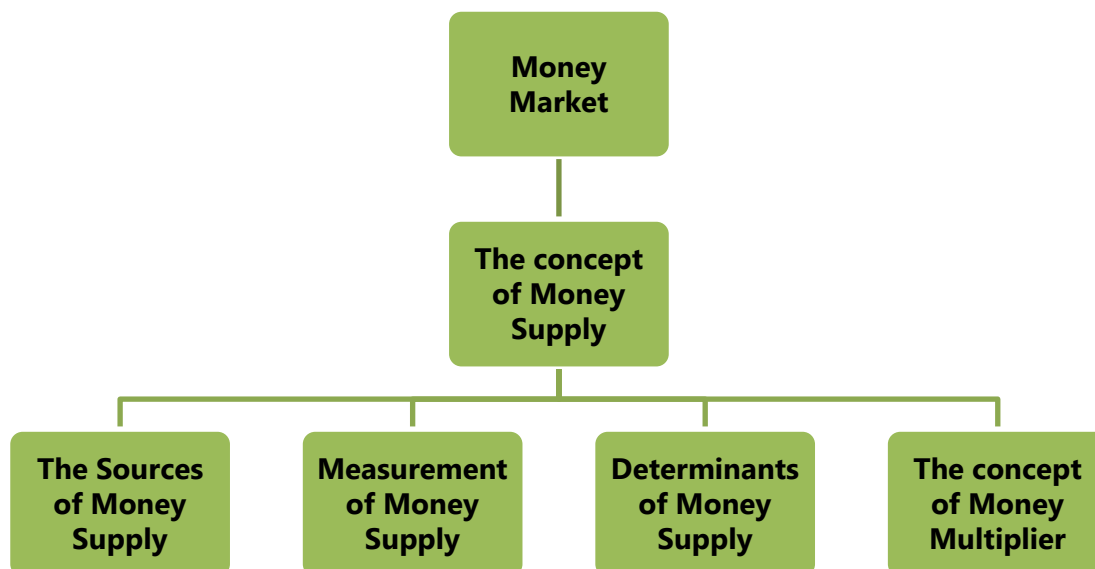 Money
Market
The concept
of Money
Supply
The Sources
of Money
Supply
Measurement
of Money
Supply
Determinants
of Money
Supply
The concept
of Money
Multiplier